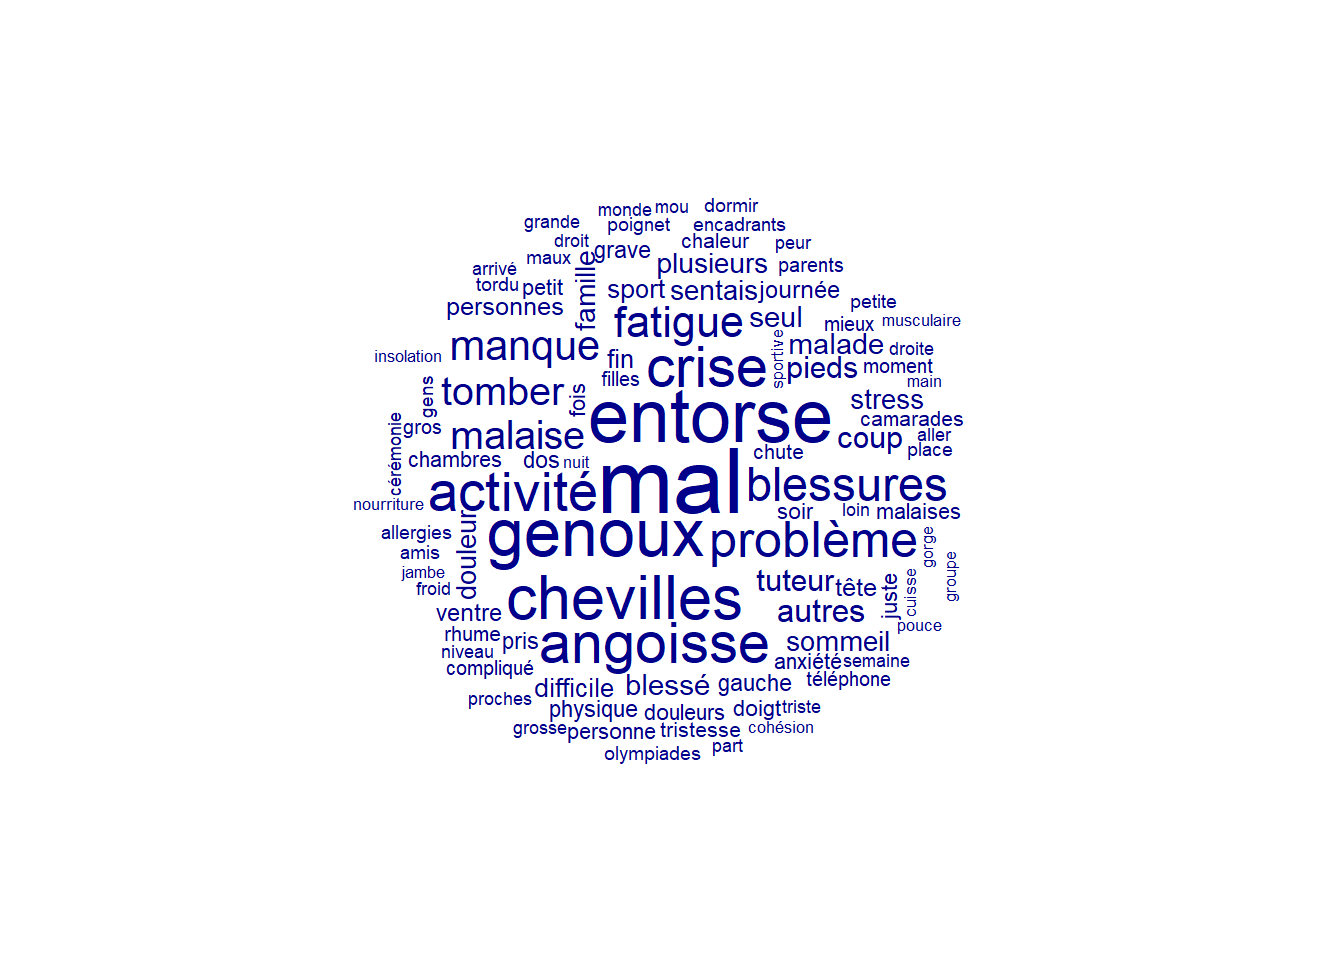 monde
mou
dormir
grande
poignet
encadrants
droit
grave
chaleur
peur
maux
famille
plusieurs
parents
arrivé
tordu
petit
sport
sentais
journée
personnes
petite
fatigue
seul
mieux
musculaire
manque
fin
crise
sportive
malade
droite
insolation
filles
pieds
moment
main
gens
tomber
fois
entorse
stress
gros
malaise
coup
camarades
aller
cérémonie
chambres
dos
nuit
chute
place
nourriture
activité
mal
blessures
soir
loin
malaises
allergies
douleur
genoux
problème
gorge
amis
jambe
froid
tuteur
tête
juste
cuisse
groupe
ventre
chevilles
autres
pouce
rhume
pris
angoisse
sommeil
niveau
anxiété
semaine
compliqué
difficile
blessé
gauche
téléphone
proches
physique
douleurs
doigt
triste
grosse
personne
tristesse
cohésion
olympiades
part